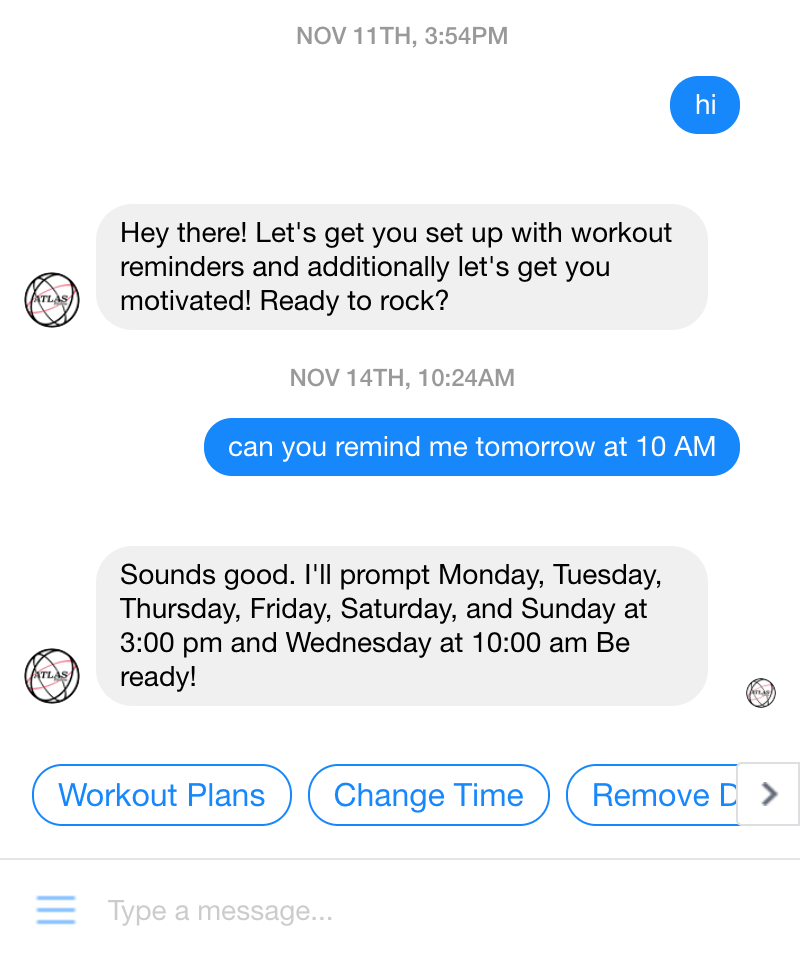 NOV 11TH, 3:54PM
hi
Hey there! Let's get you set up with workout
reminders and additionally let's get you
motivated! Ready to rock?
ATLAS
NOV 14TH, 10:24AM
can you remind me tomorrow at 10 AM
Sounds good. I'll prompt Monday, Tuesday,
Thursday, Friday, Saturday, and Sunday at
3:00 pm and Wednesday at 10:00 am Be
ready!
ATLAS
ATLAS
Workout Plans
Change Time
Remove D
Type a message...